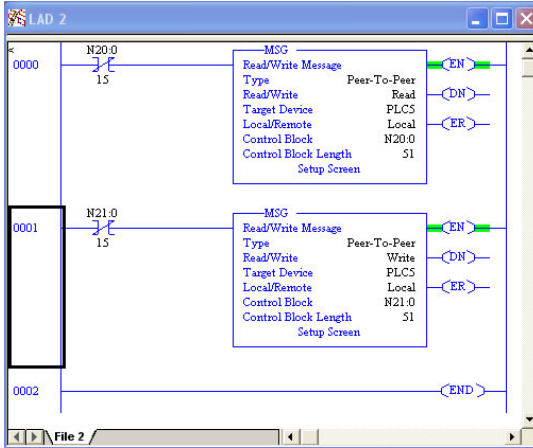 LAD 2
N20:0
0000
15
MSG
Read/Write Message
Type Peer-To-Peer
Read/Write Read
Target Device PLC5
Local/Remote Local
Control Block N20:0
Control Block Length 51
Setup Screen
EN
DN
ER
N21:0
0001
15
MSG
Read/Write Message
Type Peer-To-Peer
Read/Write Write
Target Device PLC5
Local/Remote Local
Control Block N21:0
Control Block Length 51
Setup Screen
EN
DN
ER
0002
END
File 2